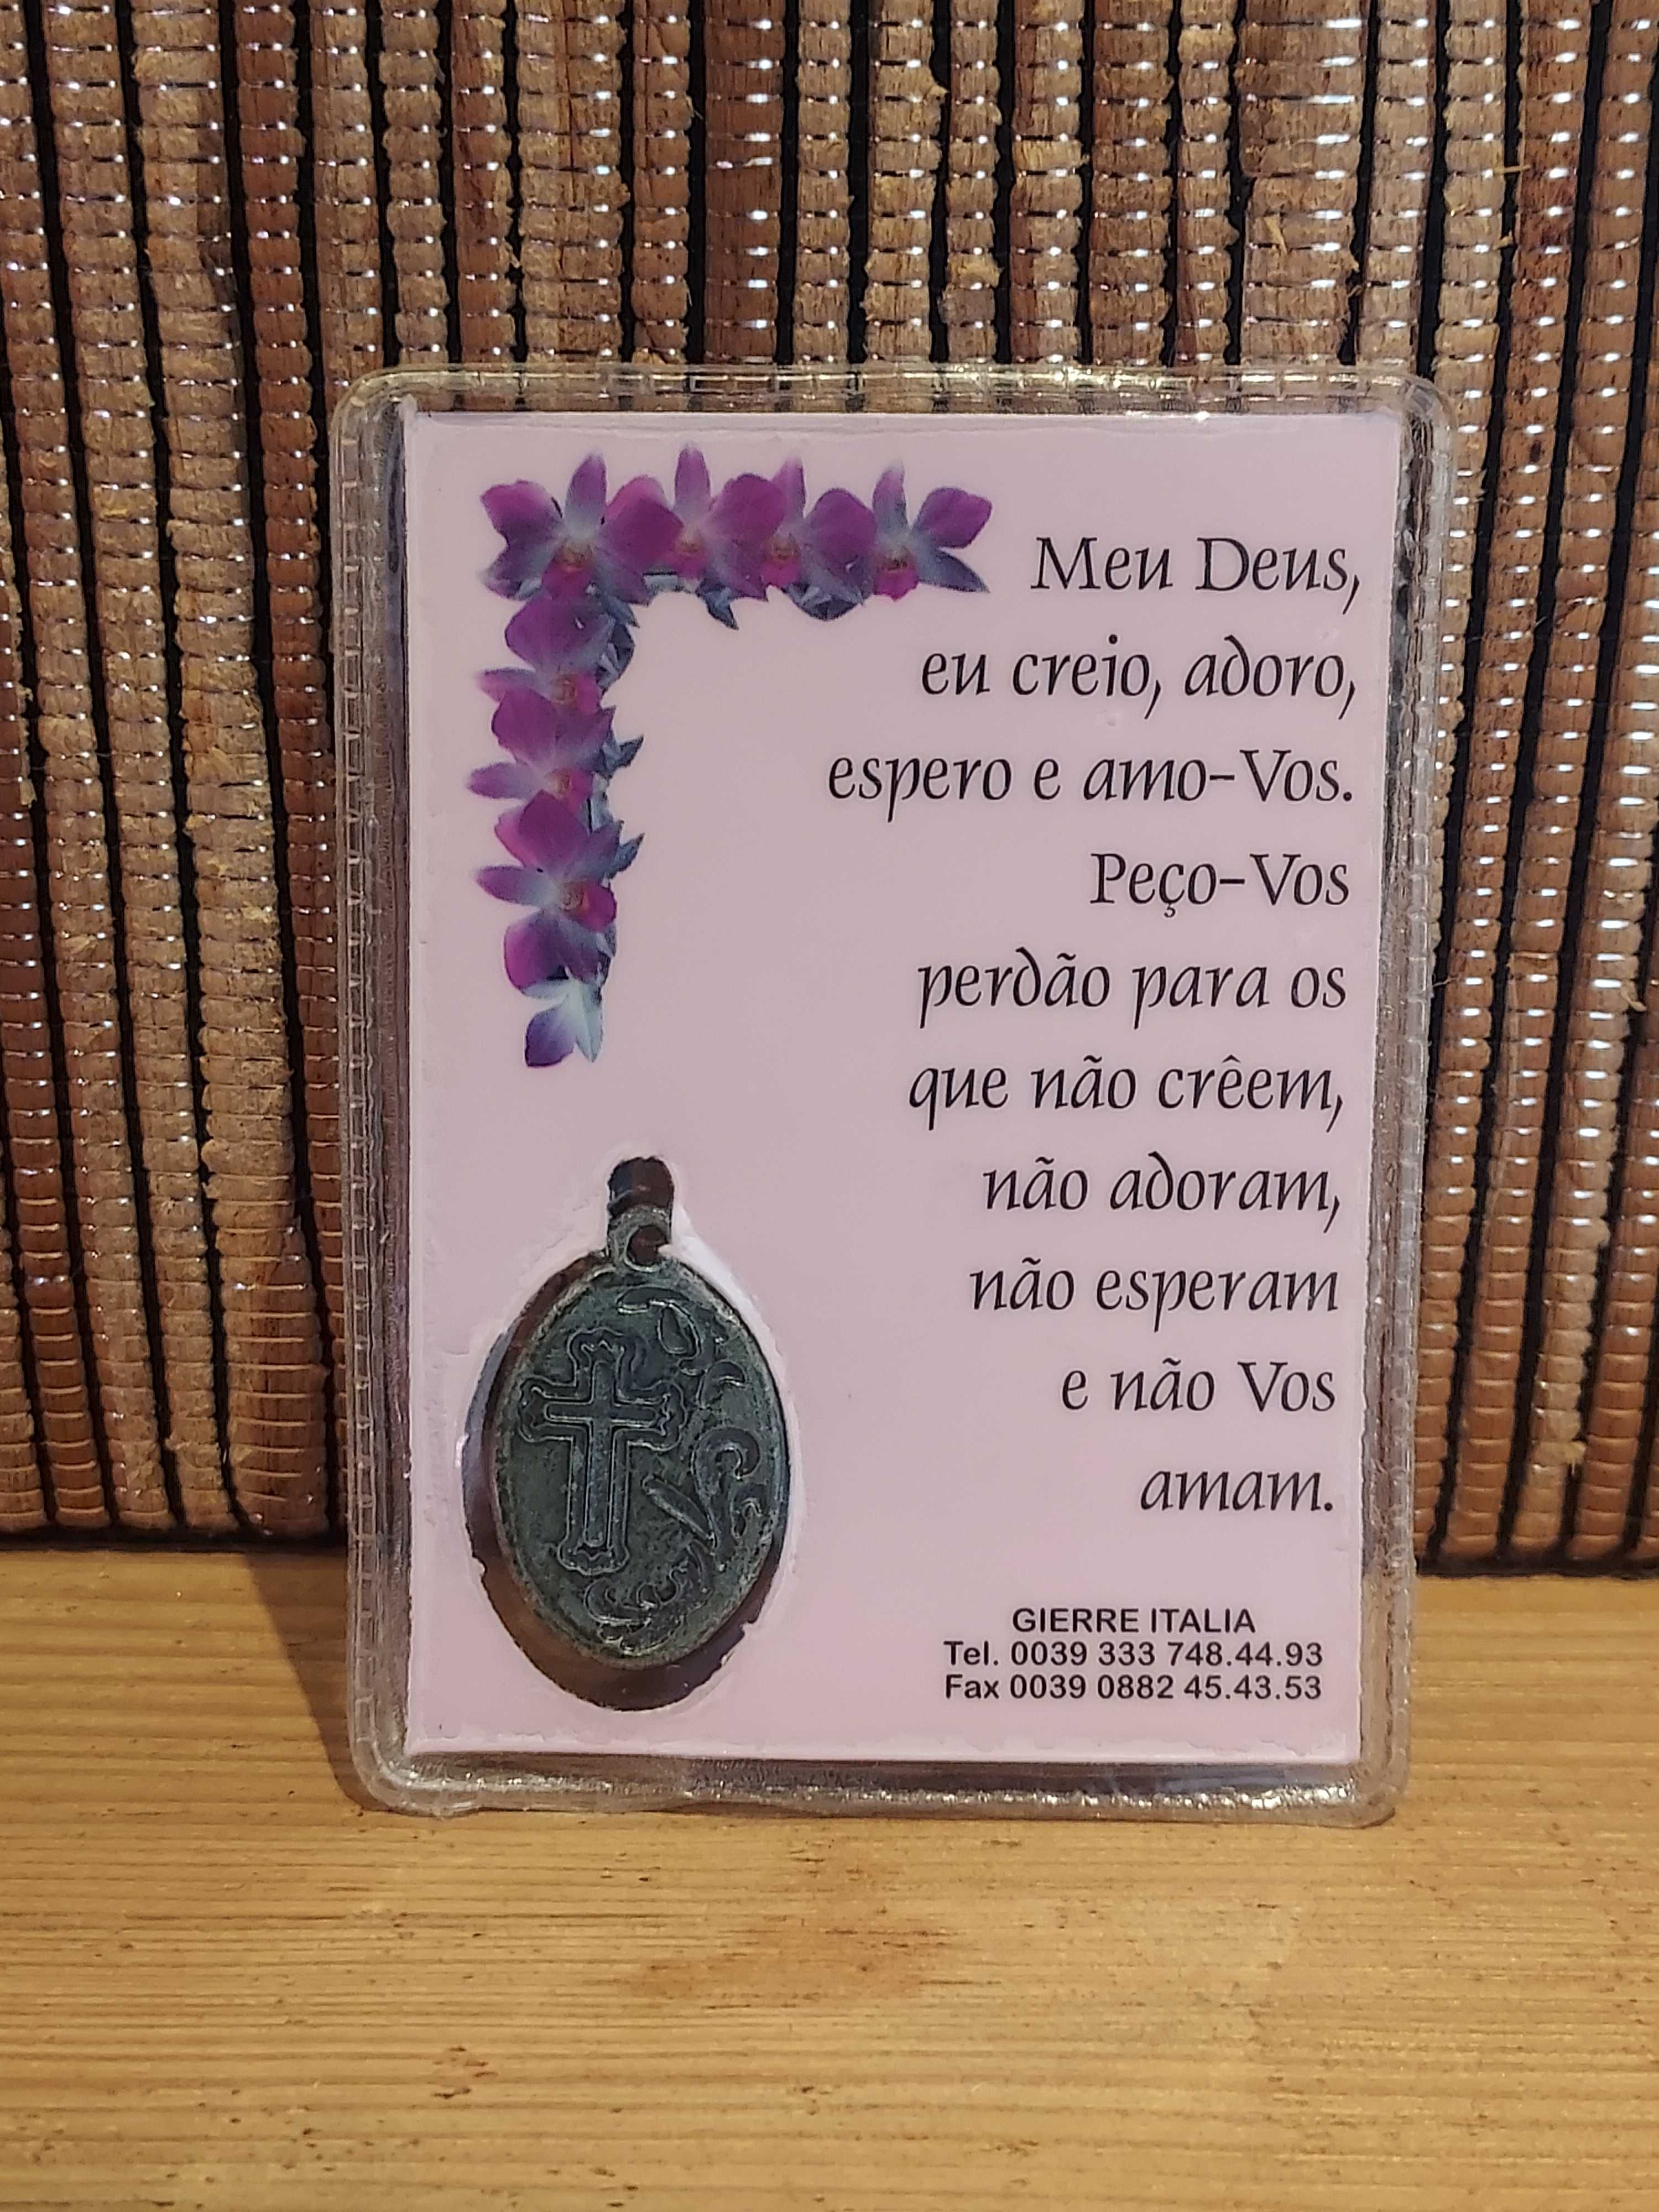 Meu Deus,
eu creio, adoro,
espero e amo-Vos.
Peço-Vos
perdão para os
que não crêem,
não adoram,
não esperam
e não Vos
amam.
GIERRE ITALIA
Tel. 0039 333 748.44.93
Fax 0039 0882 45.43.53